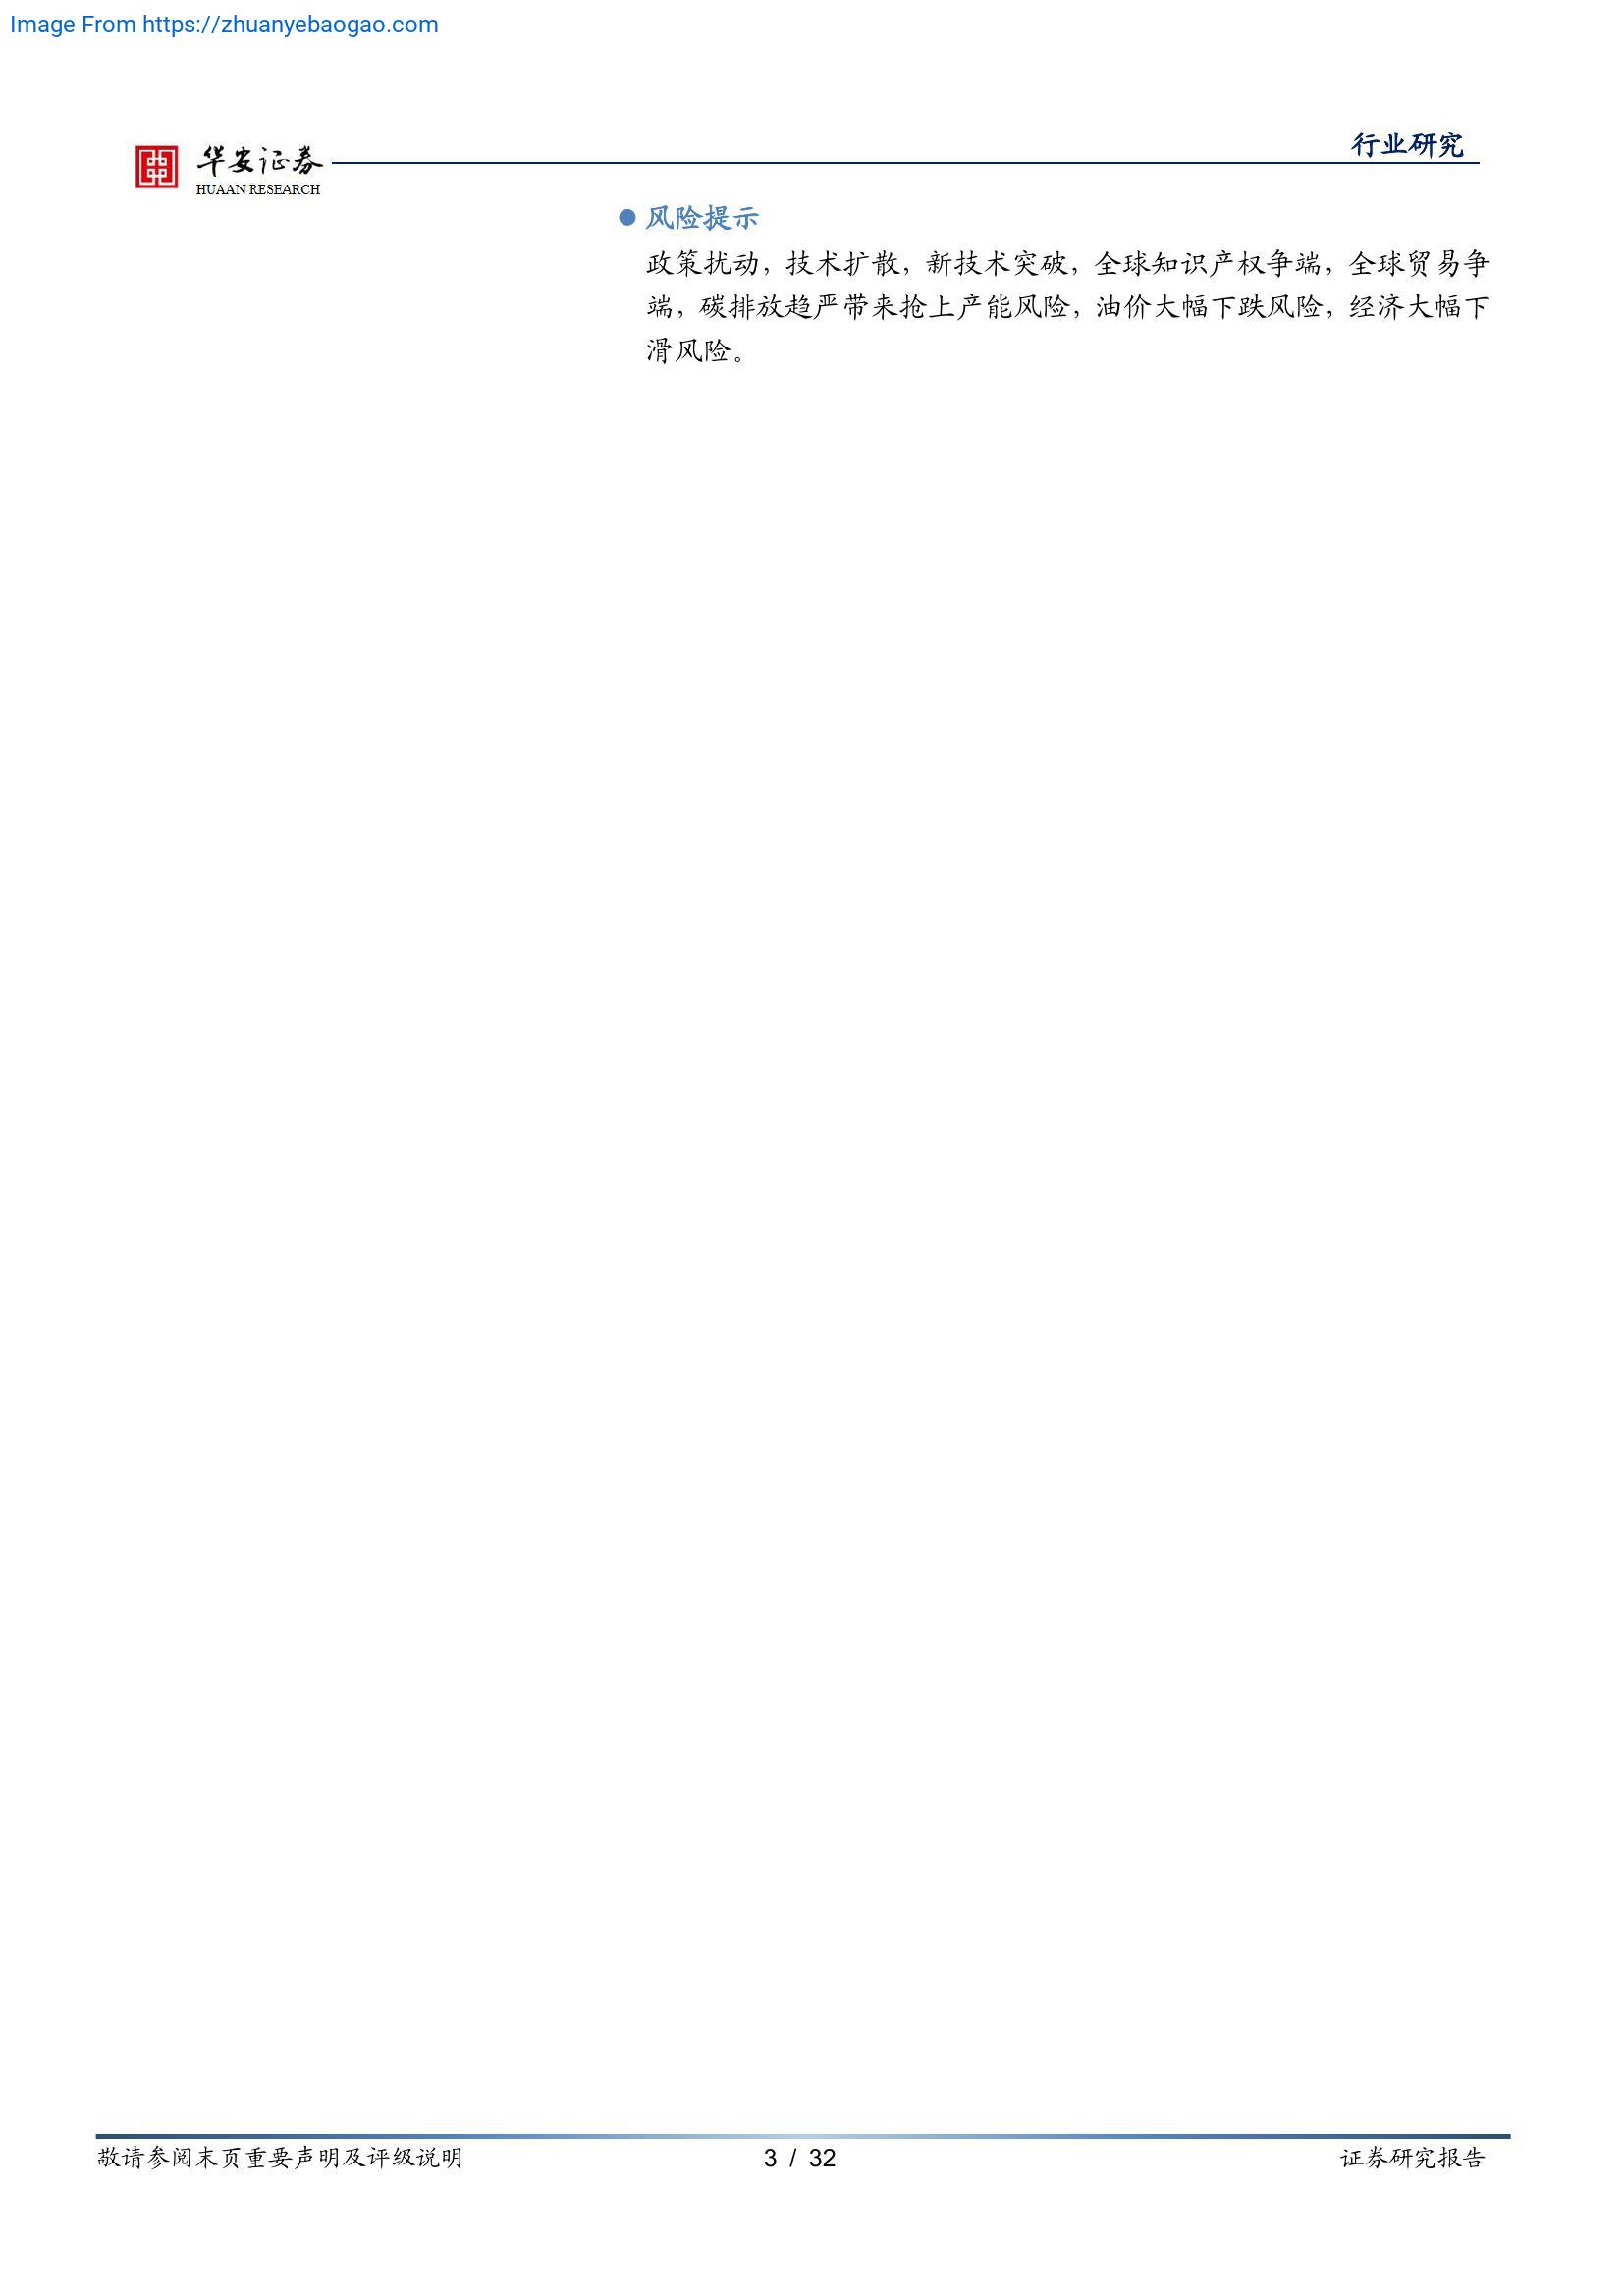 Image From https://zhuanyebaogao.com
行业研究
华安证券
HUAAN RESEARCH
风险提示
政策扰动，技术扩散，新技术突破，全球知识产权争端，全球贸易争
端，碳排放趋严带来抢上产能风险，油价大幅下跌风险，经济大幅下
滑风险。
敬请参阅末页重要声明及评级说明
3 / 32
证券研究报告